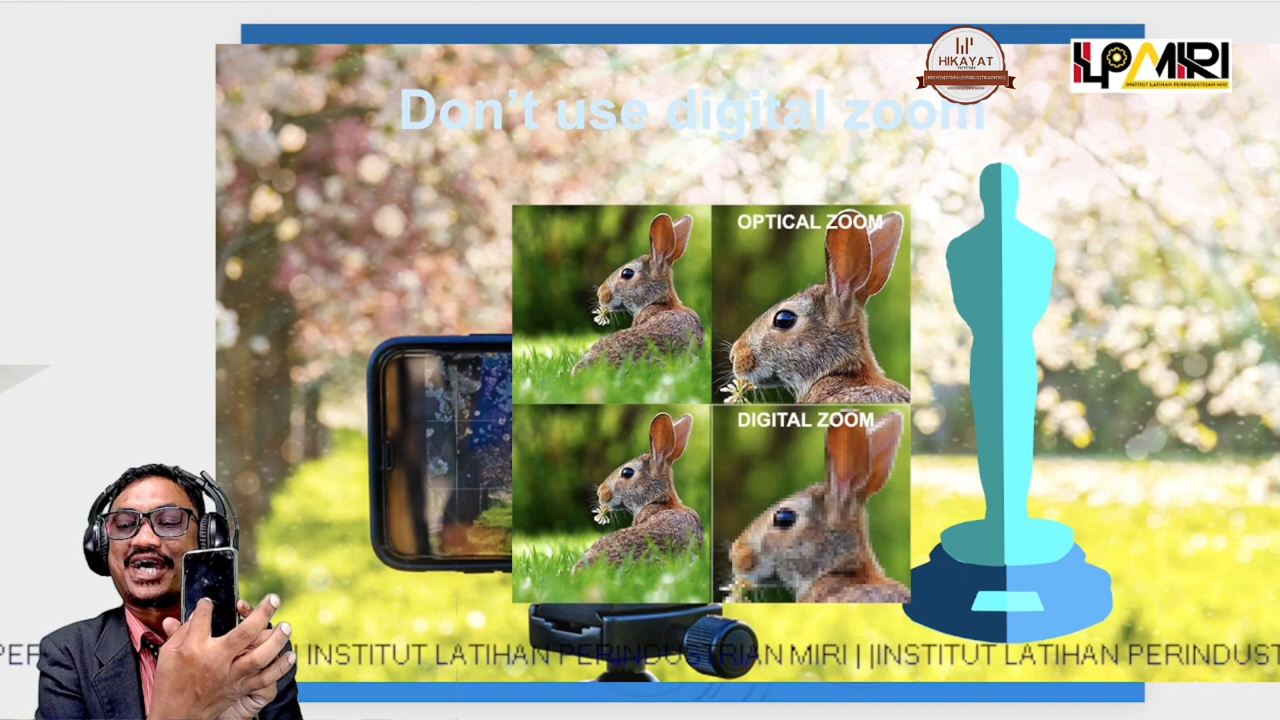 HIKAYAT
ILPMIRI
INSTITUT LATIHAN PERINDUSTRIAN MIRI
Don't use digital zoom
OPTICAL ZOOM
DIGITAL ZOOM
PER
| INSTITUT LATIHAN PERINDUSTRIAN MIRI | |INSTITUT LATIHAN PERINDUST